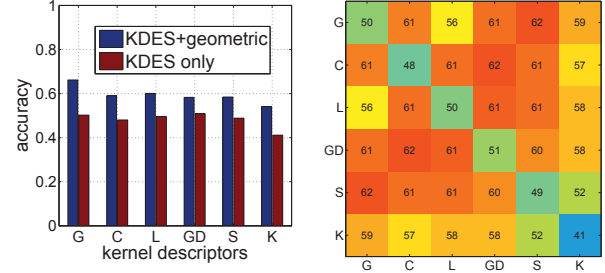 1
0.8
0.6
0.4
0.2
0
accuracy
KDES+geometric
KDES only
G C L GD S K
kernel descriptors
G 50 61 56 61 62 59
C 61 48 61 62 61 57
L 56 61 50 61 61 58
GD 61 62 61 51 60 58
S 62 61 61 60 49 52
K 59 57 58 58 52 41
G C L GD S K